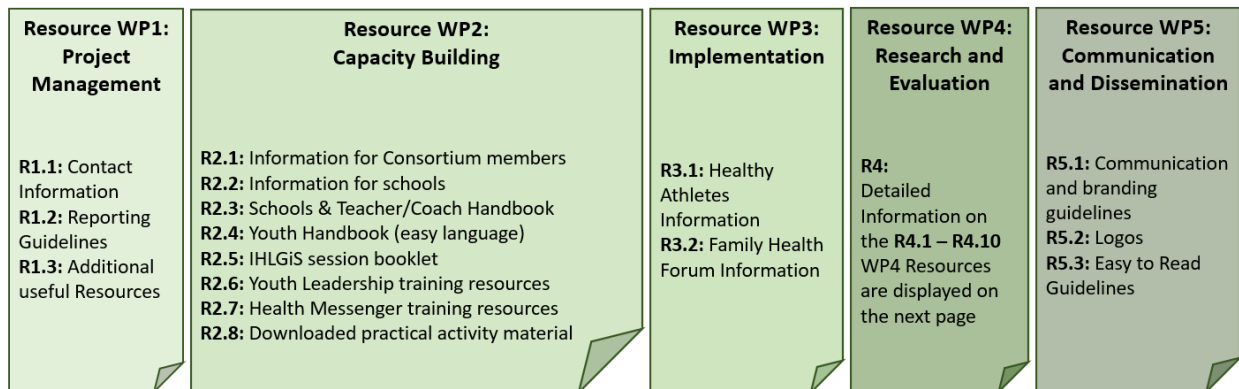 Resource WP1:
Project
Management
R1.1: Contact
Information
R1.2: Reporting
Guidelines
R1.3: Additional
useful Resources
Resource WP2:
Capacity Building
R2.1: Information for Consortium members
R2.2: Information for schools
R2.3: Schools & Teacher/Coach Handbook
R2.4: Youth Handbook (easy language)
R2.5: IHLGiS session booklet
R2.6: Youth Leadership training resources
R2.7: Health Messenger training resources
R2.8: Downloaded practical activity material
Resource WP3:
Implementation
R3.1: Healthy
Athletes
Information
R3.2: Family Health
Forum Information
Resource WP4:
Research and
Evaluation
R4:
Detailed
Information on
the R4.1 – R4.10
WP4 Resources
are displayed on
the next page
Resource WP5:
Communication
and Dissemination
R5.1: Communication
and branding
guidelines
R5.2: Logos
R5.3: Easy to Read
Guidelines